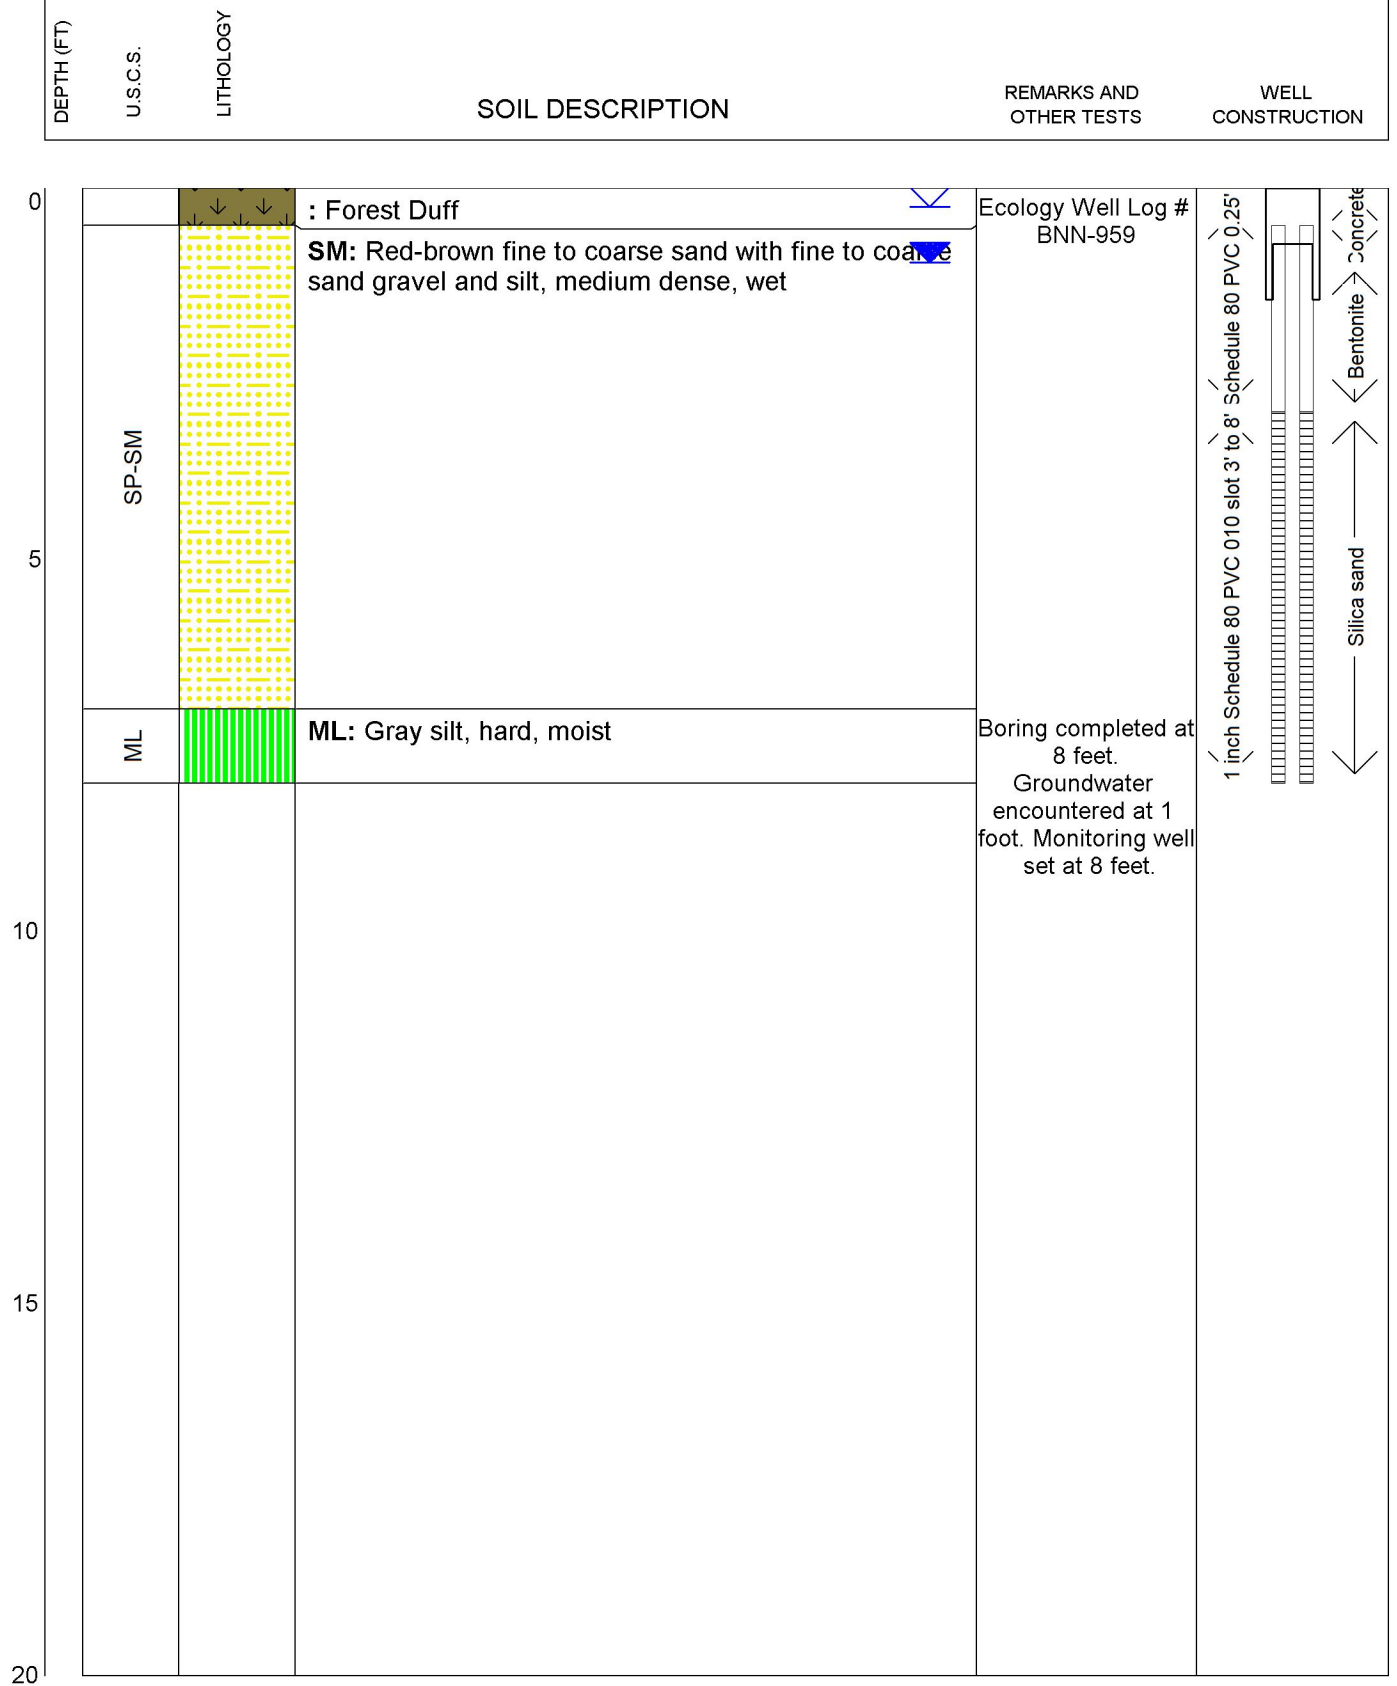 DEPTH (FT)
U.S.C.S.
LITHOLOGY
SOIL DESCRIPTION
REMARKS AND
OTHER TESTS
WELL
CONSTRUCTION
0
: Forest Duff
Ecology Well Log #
BNN-959
SM: Red-brown fine to coarse sand with fine to coarse
sand gravel and silt, medium dense, wet
SP-SM
5
ML
ML: Gray silt, hard, moist
Boring completed at
8 feet.
Groundwater
encountered at 1
foot. Monitoring well
set at 8 feet.
1 inch Schedule 80 PVC 010 slot 3' to 8'
Schedule 80 PVC 0.25'
Concrete
Bentonite
Silica sand
10
15
20